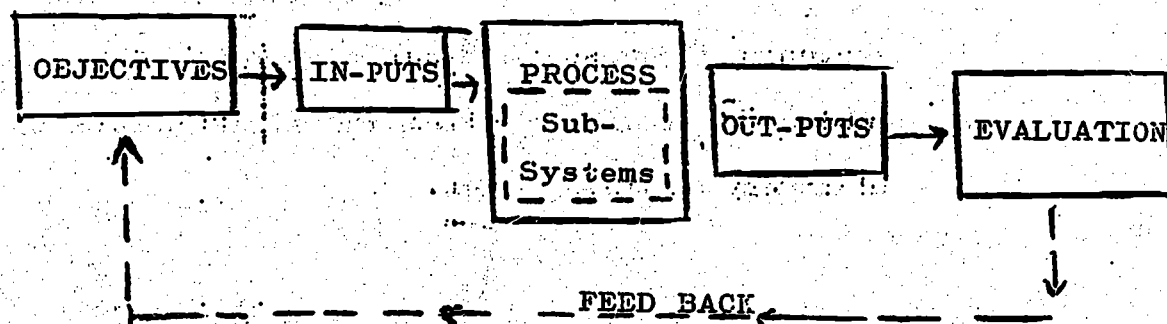 OBJECTIVES
IN-PUTS
PROCESS
Sub-
Systems
OUT-PUTS
EVALUATION
FEED BACK